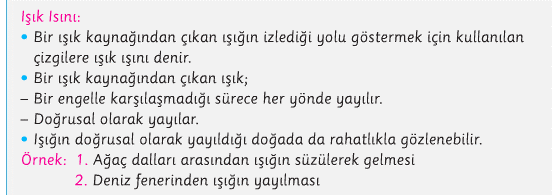 Işık Isını:
• Bir ışık kaynağından çıkan ışığın izlediği yolu göstermek için kullanılan
çizgilere ışık ışını denir.
• Bir ışık kaynağından çıkan ışık;
– Bir engelle karşılaşmadığı sürece her yönde yayılır.
– Doğrusal olarak yayılar.
• Işığın doğrusal olarak yayıldığı doğada da rahatlıkla gözlenebilir.
Örnek: 1. Ağaç dalları arasından ışığın süzülerek gelmesi
2. Deniz fenerinden ışığın yayılması